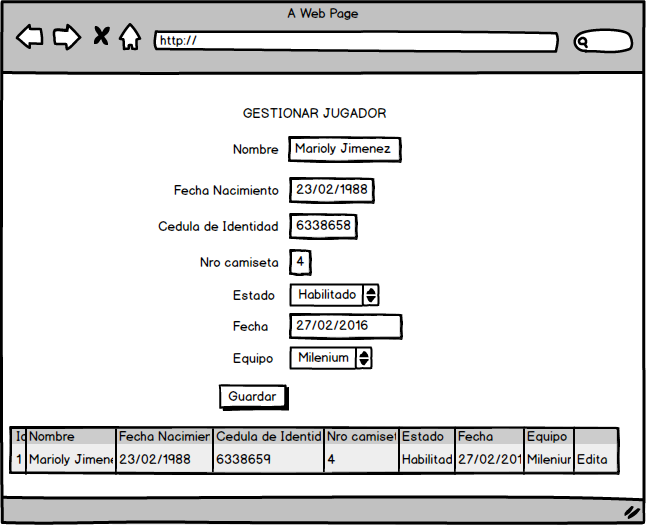 A Web Page
http://
GESTIONAR JUGADOR
Nombre Marioly Jimenez
Fecha Nacimiento 23/02/1988
Cedula de Identidad 6338658
Nro camiseta 4
Estado Habilitado
Fecha 27/02/2016
Equipo Milenium
Guardar
Id Nombre Fecha Nacimier Cedula de Identid Nro camiset Estado Fecha Equipo
1 Marioly Jimene 23/02/1988 6338659 4 Habilitad 27/02/201 Mileniur Edita